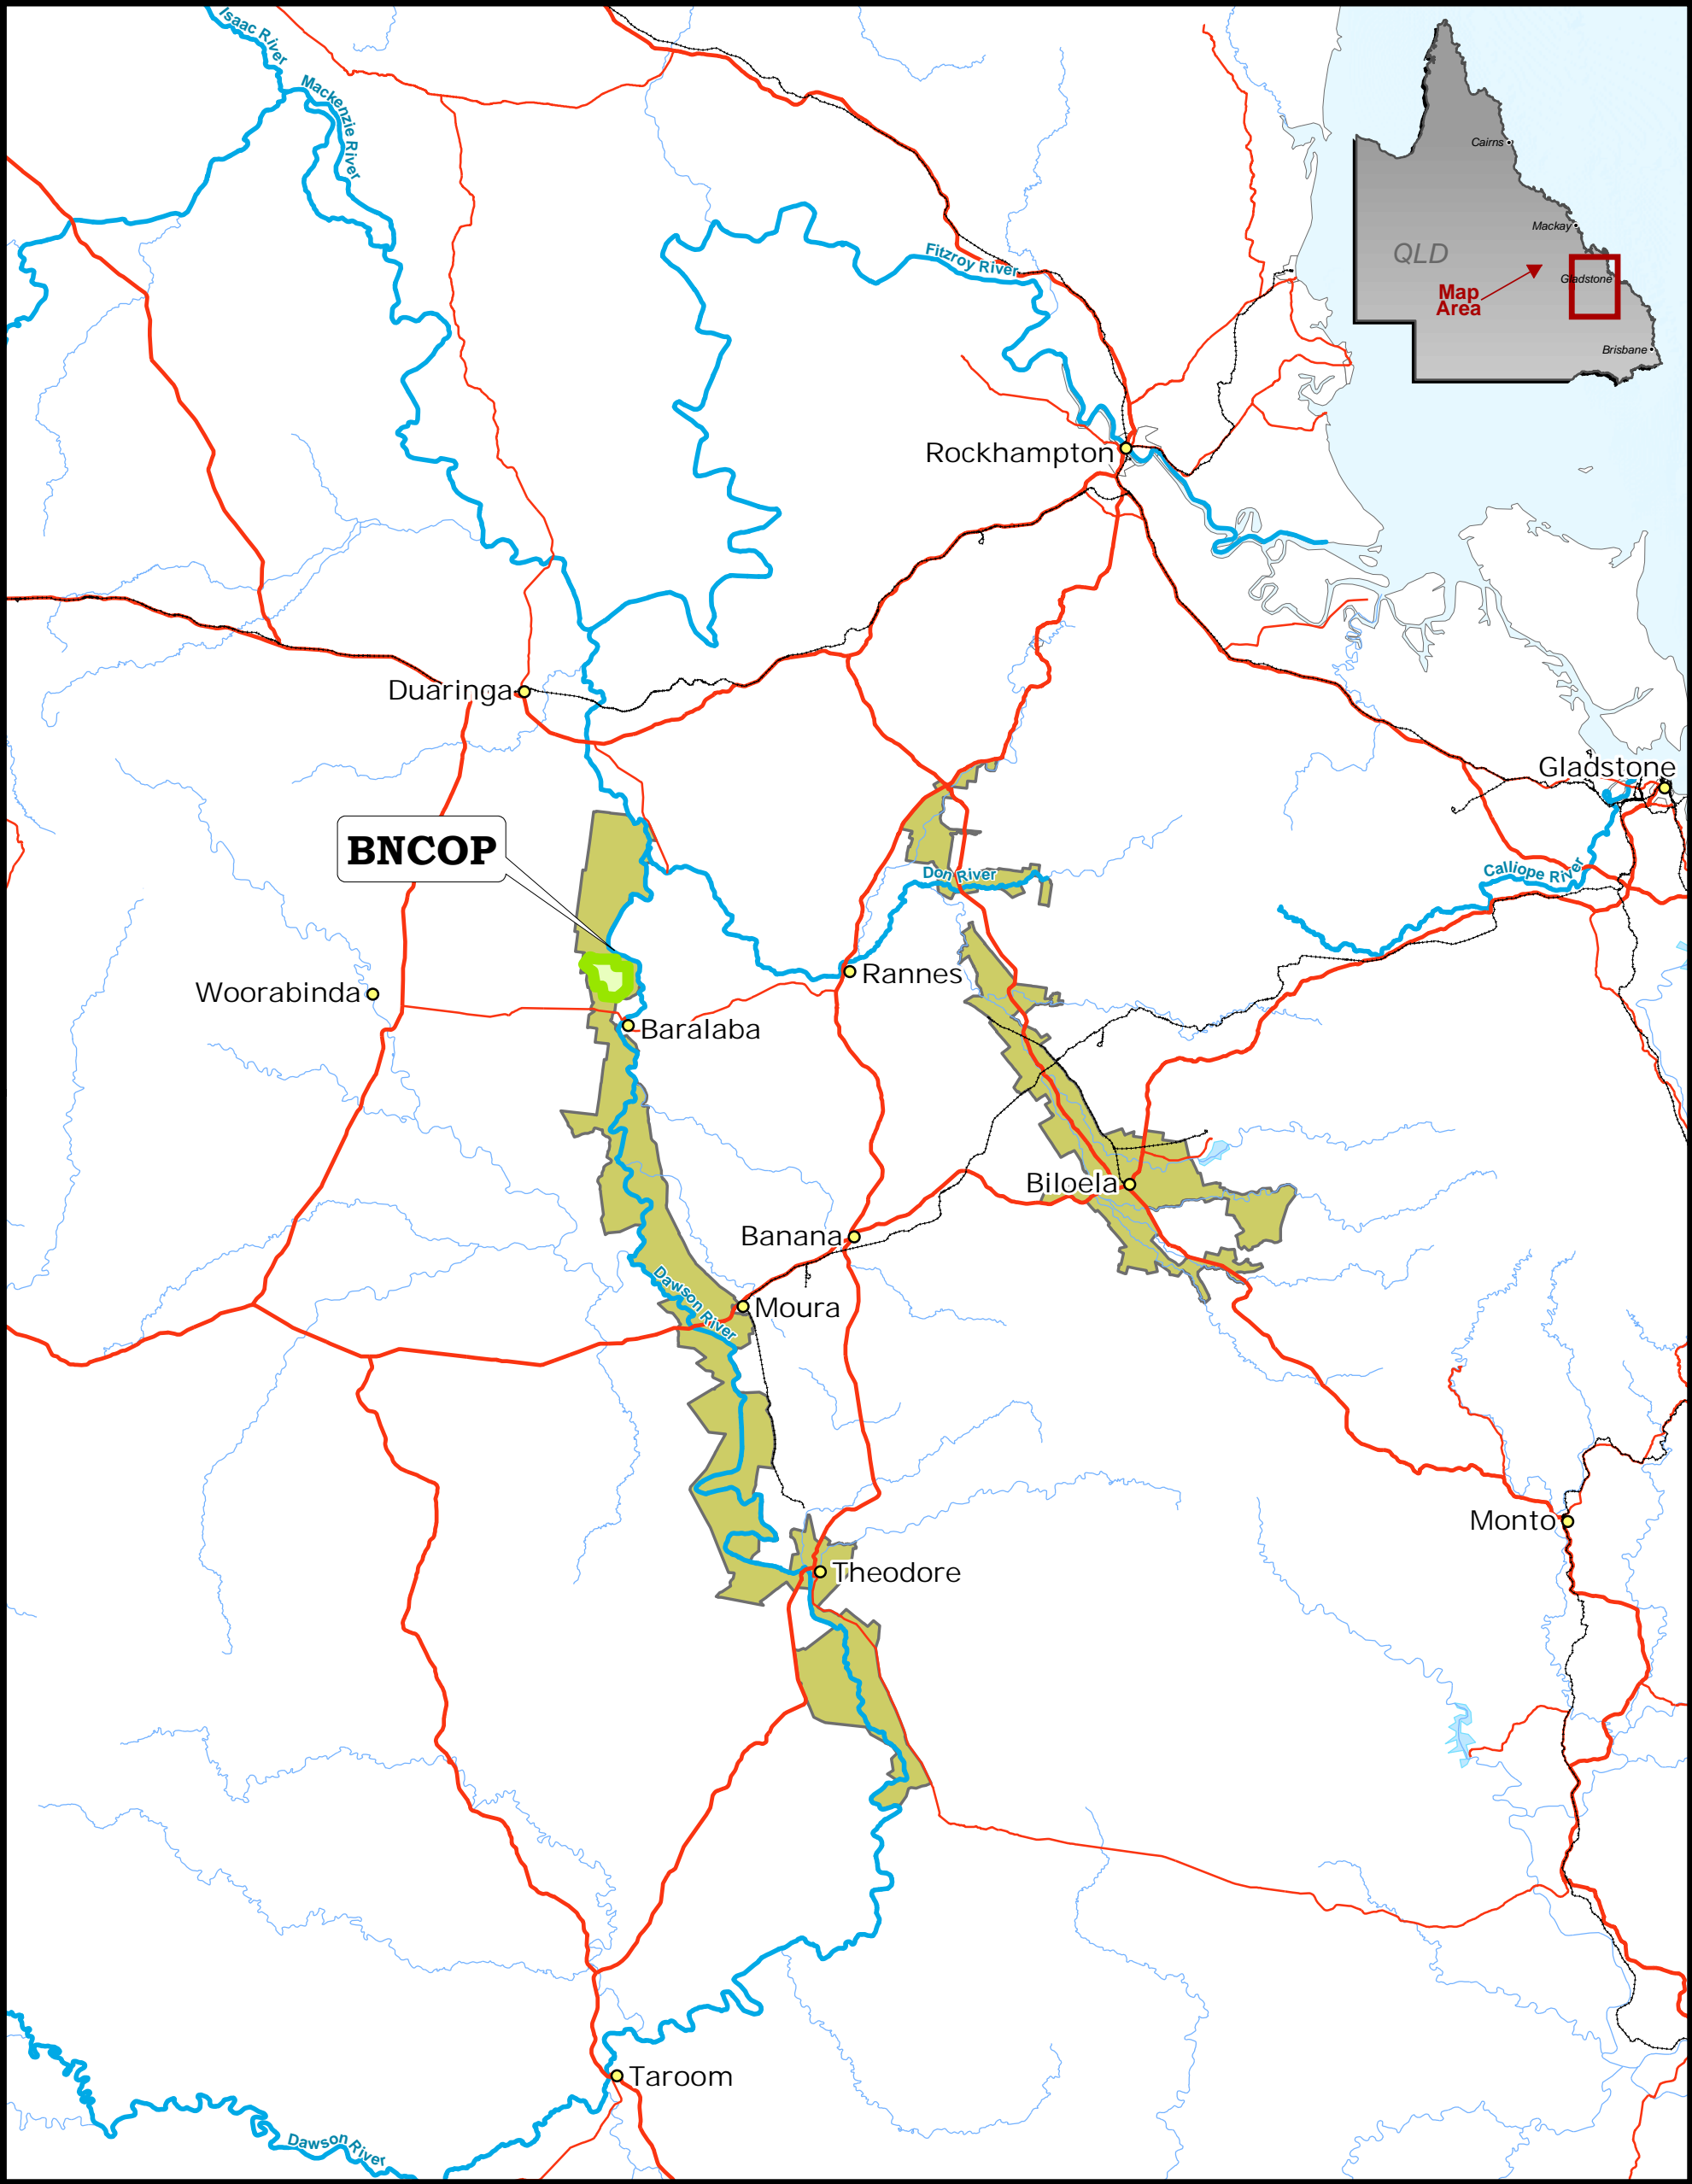 Isaac River
Mackenzie River
Cairns
Mackay
QLD
Gladstone
Map
Area
Brisbane
Fitzroy River
Rockhampton
Duaringa
Gladstone
BNCOP
Don River
Calliope River
Rannes
Woorabinda
Baralaba
Biloela
Banana
Dawson River
Moura
Monto
Theodore
Taroom
Dawson River